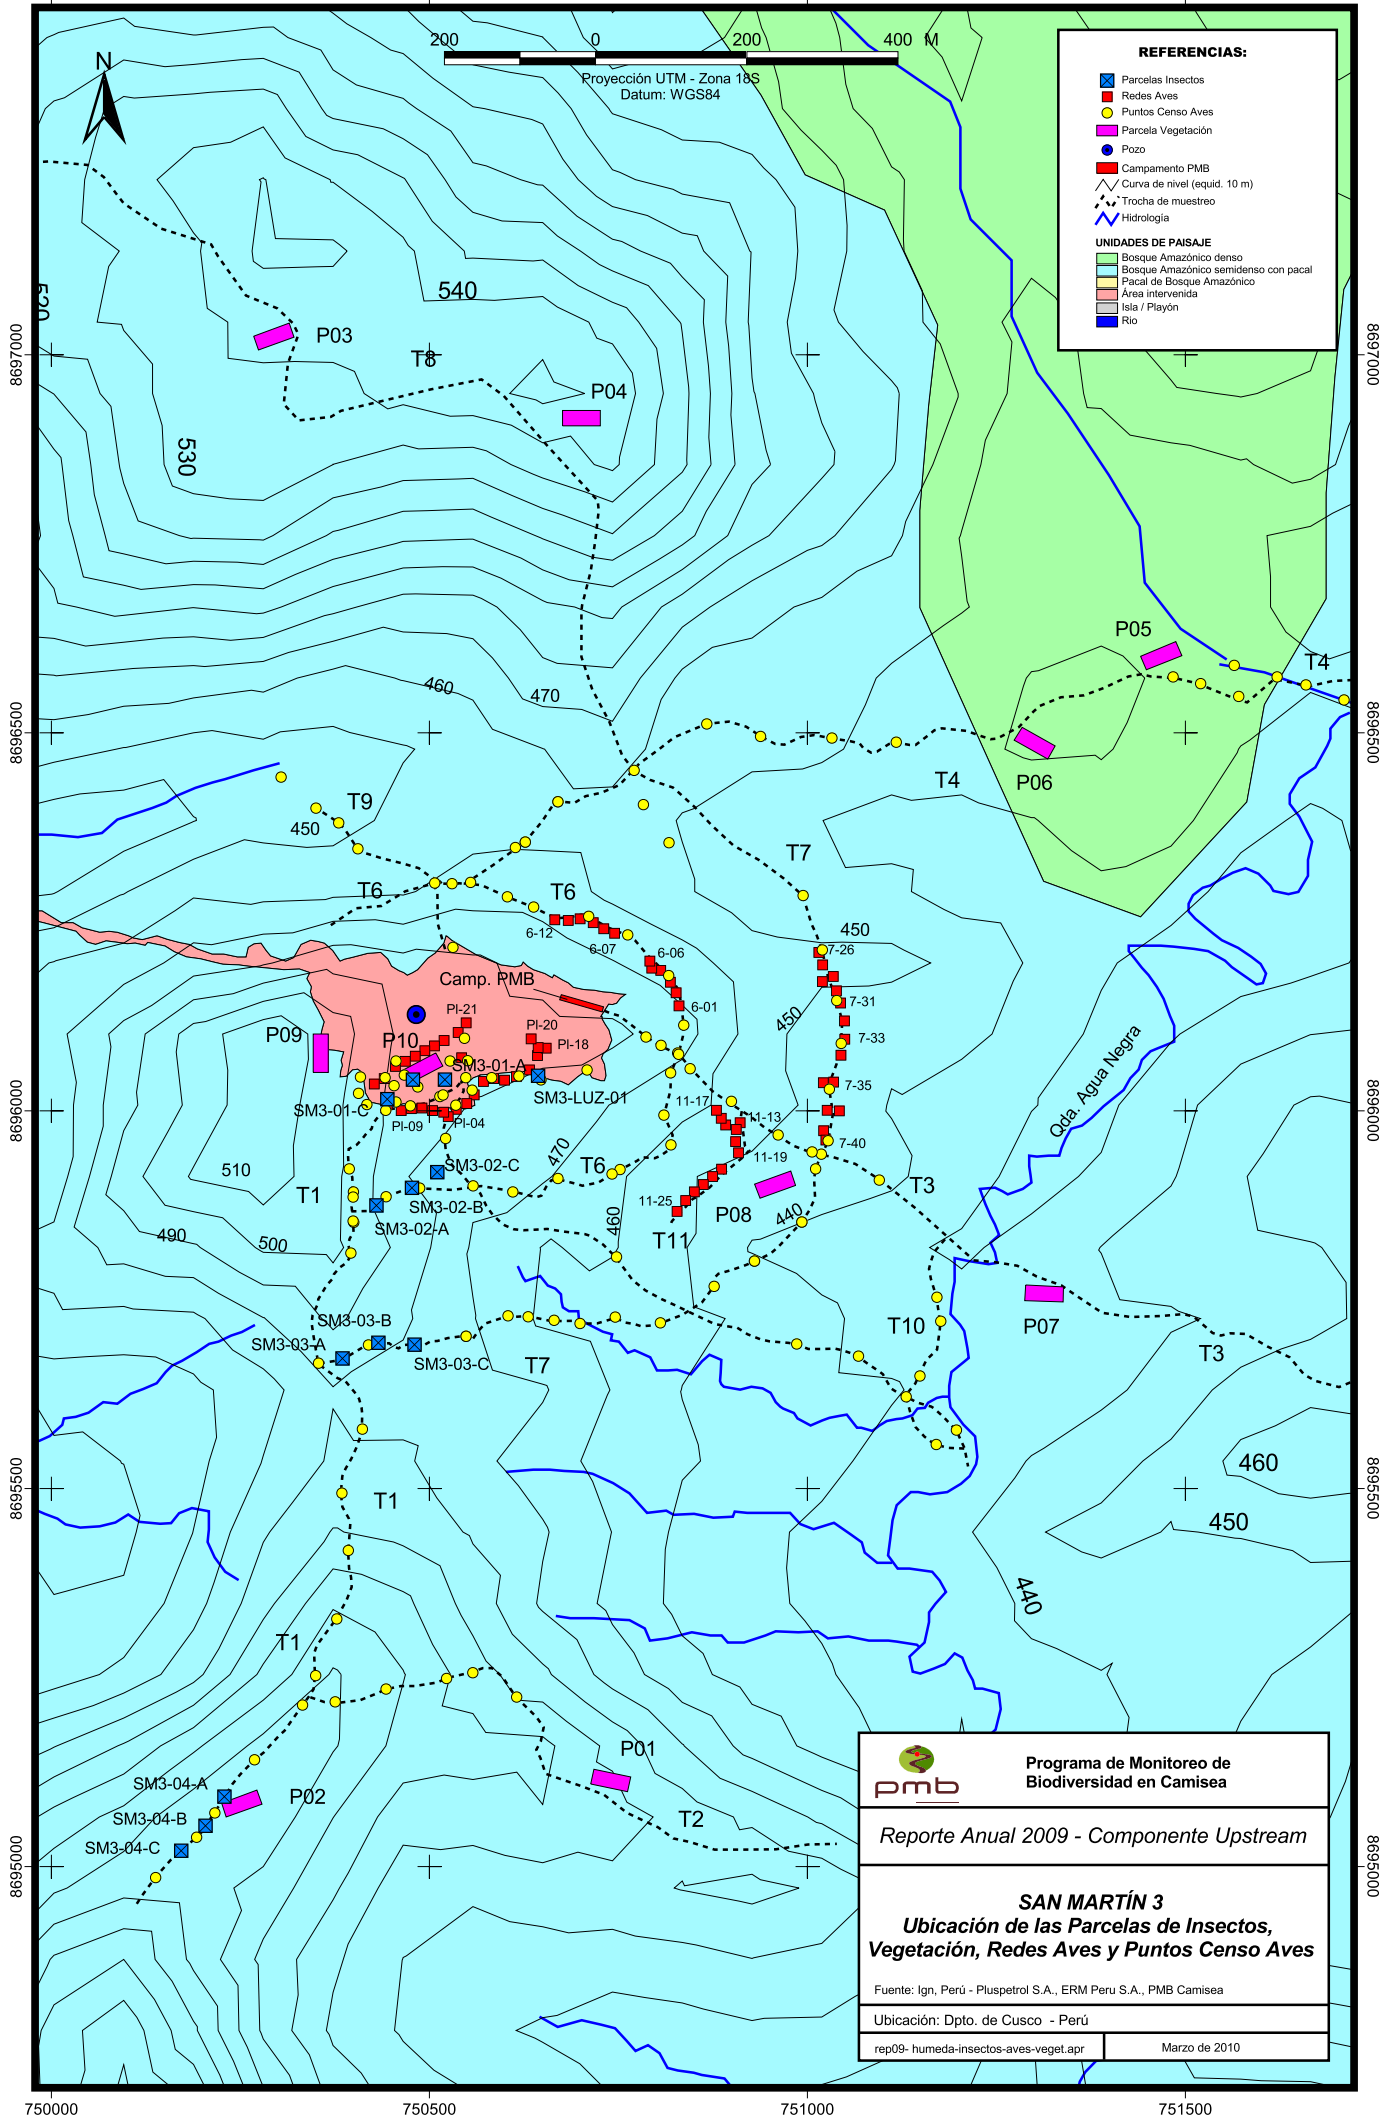 200 0 200 400 M
Proyección UTM - Zona 18S
Datum: WGS84
N
REFERENCIAS:
Parcelas Insectos
Redes Aves
Puntos Censo Aves
Parcela Vegetación
Pozo
Campamento PMB
Curva de nivel (equid. 10 m)
Trocha de muestreo
Hidrología
UNIDADES DE PAISAJE
Bosque Amazónico denso
Bosque Amazónico semidenso con pacal
Pacal de Bosque Amazónico
Área intervenida
Isla / Playón
Rio
520
540
P03
T8
P04
530
8697000
8697000
P05
T4
460
470
8696500
8696500
P06
T4
T9
450
T7
T6
T6
450
6-12
6-07
6-06
7-26
Camp. PMB
6-01
7-31
450
Pl-21
Pl-20
P09
P10
Pl-18
7-33
Qda. Agua Negra
SM3-01-A
SM3-LUZ-01
7-35
11-17
SM3-01-C
11-13
8696000
8696000
Pl-09
Pl-04
7-40
470
11-19
510
SM3-02-C
T6
T1
SM3-02-B
11-25
P08
T3
SM3-02-A
440
460
490
500
T11
P07
SM3-03-B
T10
SM3-03-A
SM3-03-C
T7
T3
460
T1
8695500
8695500
450
440
T1
P01
SM3-04-A
P02
SM3-04-B
T2
SM3-04-C
8695000
8695000
pmb
Programa de Monitoreo de
Biodiversidad en Camisea
Reporte Anual 2009 - Componente Upstream
SAN MARTÍN 3
Ubicación de las Parcelas de Insectos,
Vegetación, Redes Aves y Puntos Censo Aves
Fuente: Ign, Perú - Pluspetrol S.A., ERM Peru S.A., PMB Camisea
Ubicación: Dpto. de Cusco - Perú
rep09- humeda-insectos-aves-veget.apr
Marzo de 2010
750000 750500 751000 751500